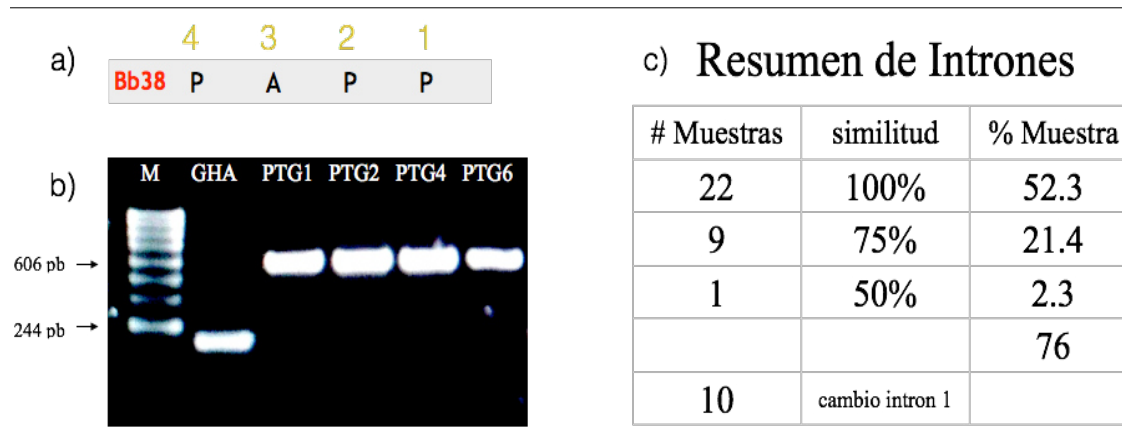 a)
4 3 2 1
Bb38 P A P P
b)
M GHA PTG1 PTG2 PTG4 PTG6
606 pb →
244 pb →
c) Resumen de Intrones
# Muestras similitud % Muestra
22 100% 52.3
9 75% 21.4
1 50% 2.3
76
10 cambio intron 1